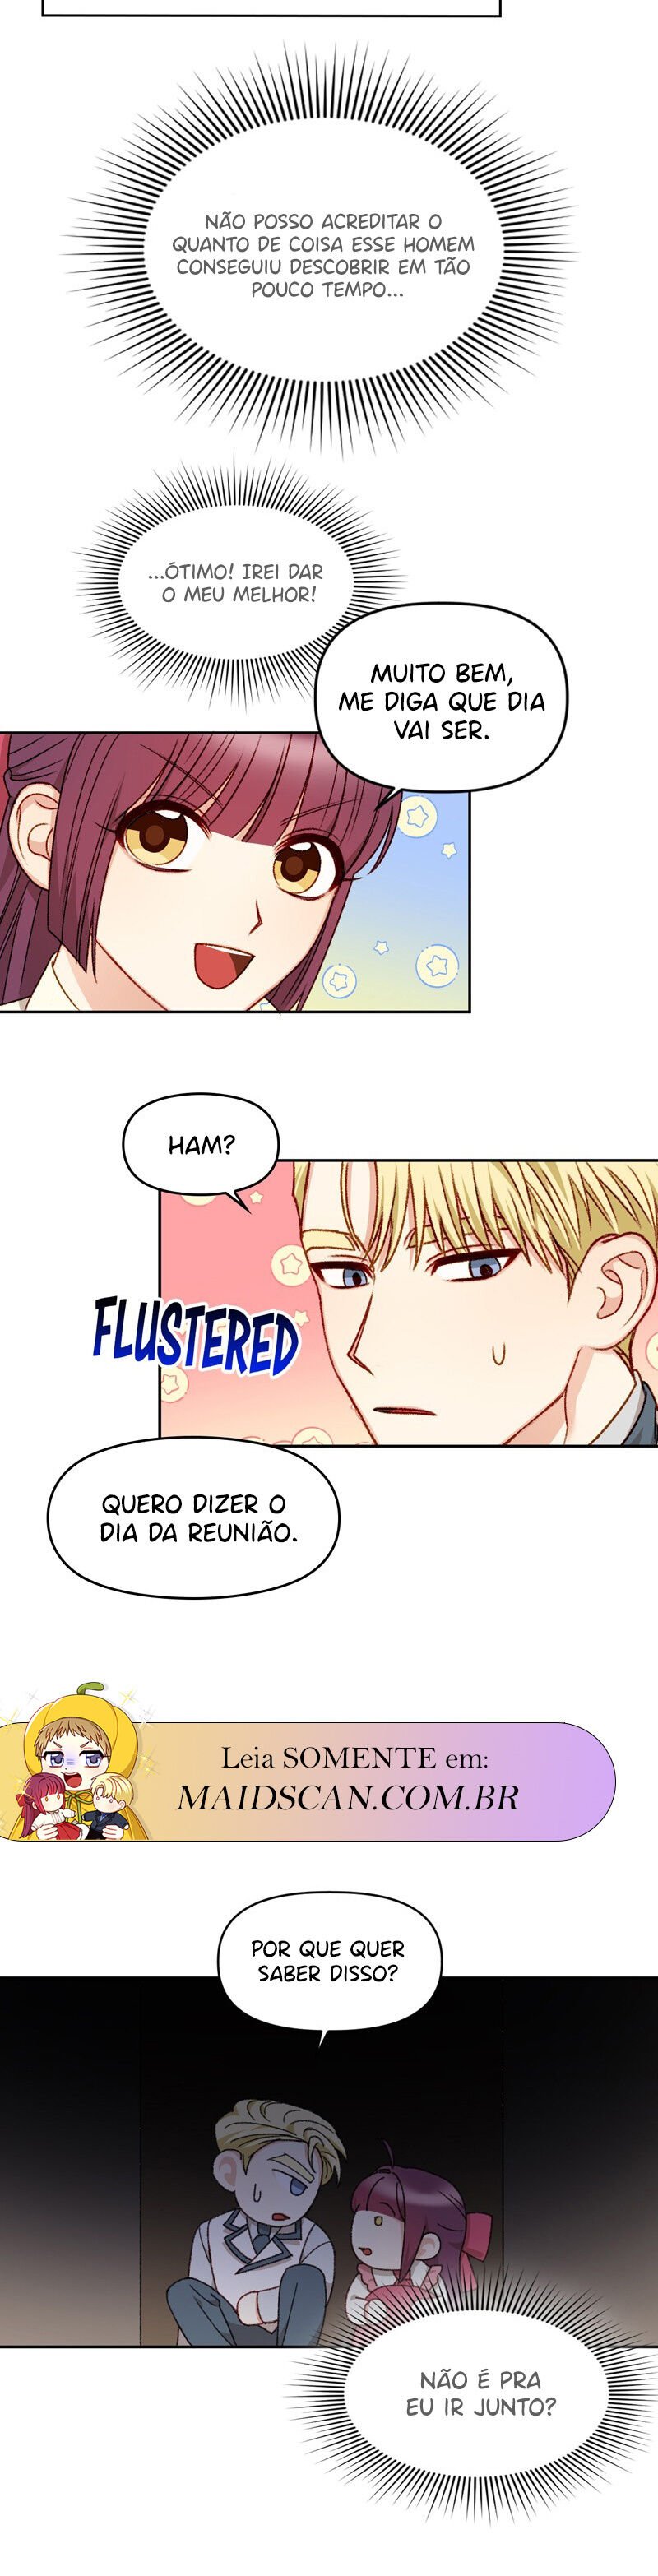 NÃO POSSO ACREDITAR O
QUANTO DE COISA ESSE HOMEM
CONSEGUIU DESCOBRIR EM TÃO
POUCO TEMPO...
...ÓTIMO! IREI DAR
O MEU MELHOR!
MUITO BEM,
ME DIGA QUE DIA
VAI SER.
HAM?
FLUSTERED
QUERO DIZER O
DIA DA REUNIÃO.
Leia SOMENTE em:
MAIDSCAN.COM.BR
POR QUE QUER
SABER DISSO?
NÃO É PRA
EU IR JUNTO?